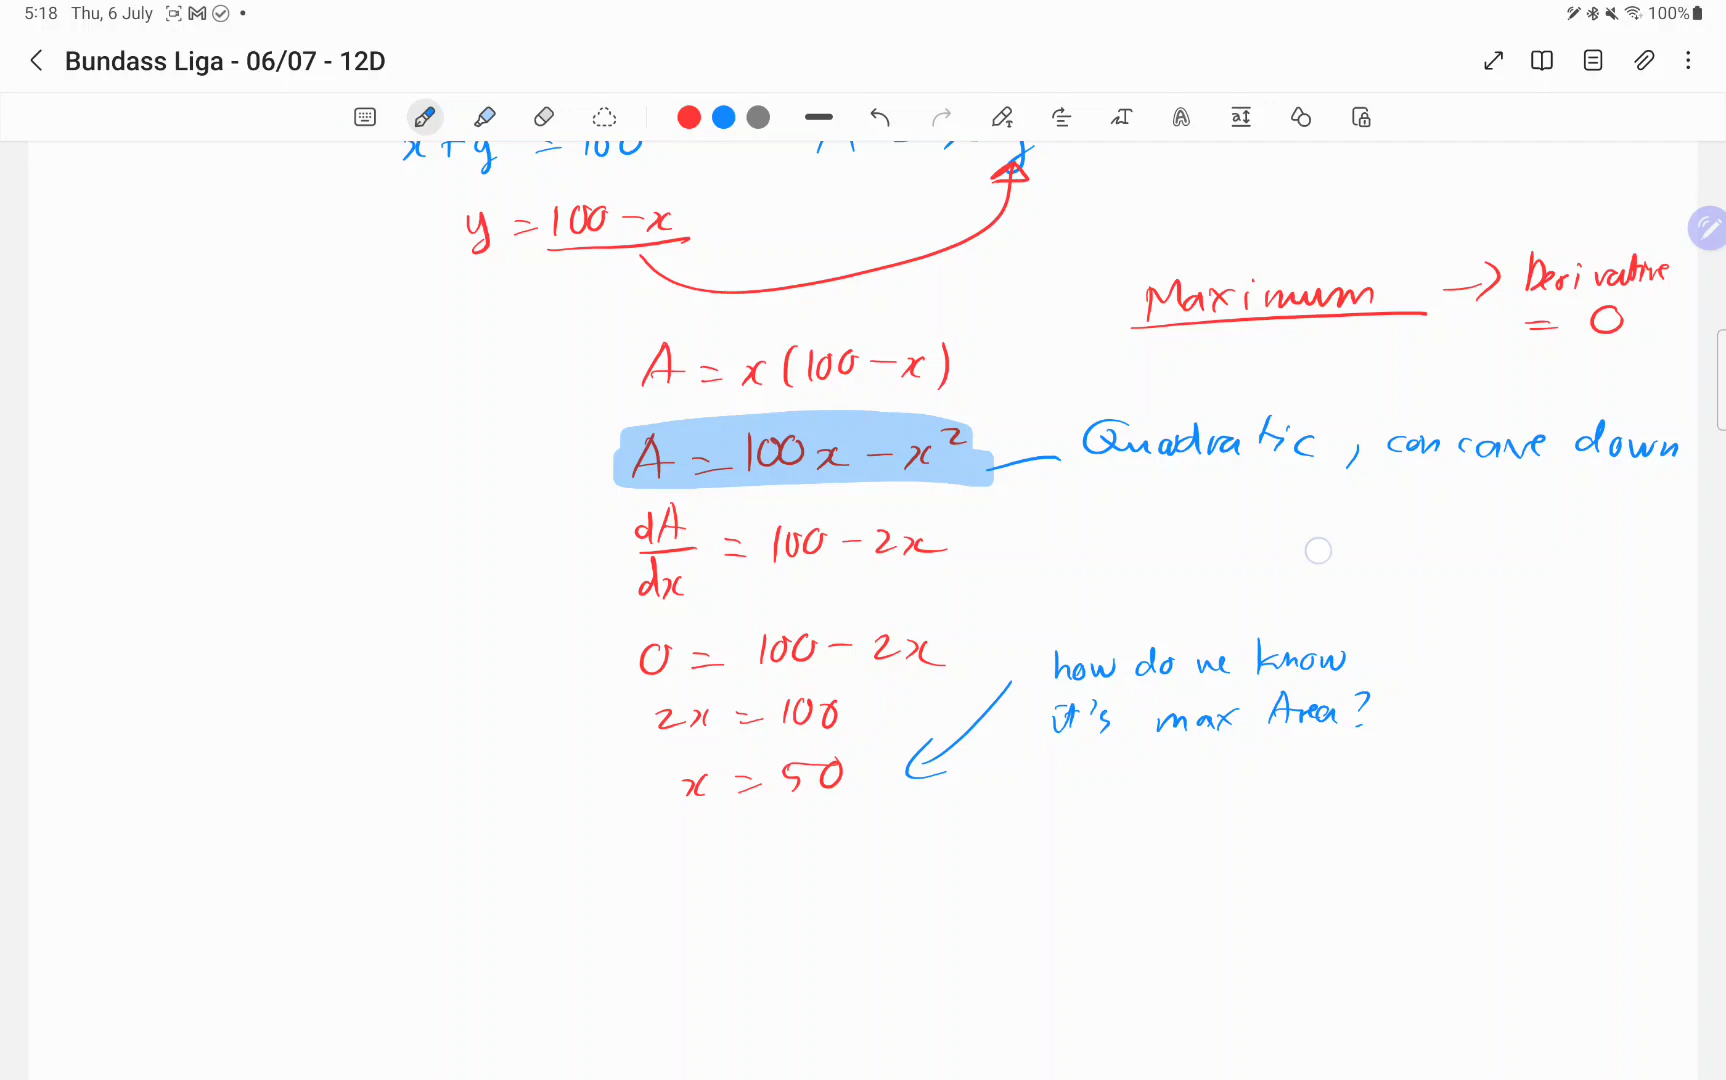 5:18 Thu, 6 July 100%
Bundass Liga - 06/07 - 12D
x + y = 100
y = 100 - x
Maximum → Derivative
= 0
A = x(100 - x)
A = 100x - x² Quadratic, concave down
dA/dx = 100 - 2x
0 = 100 - 2x
how do we know
it's max Area?
2x = 100
x = 50